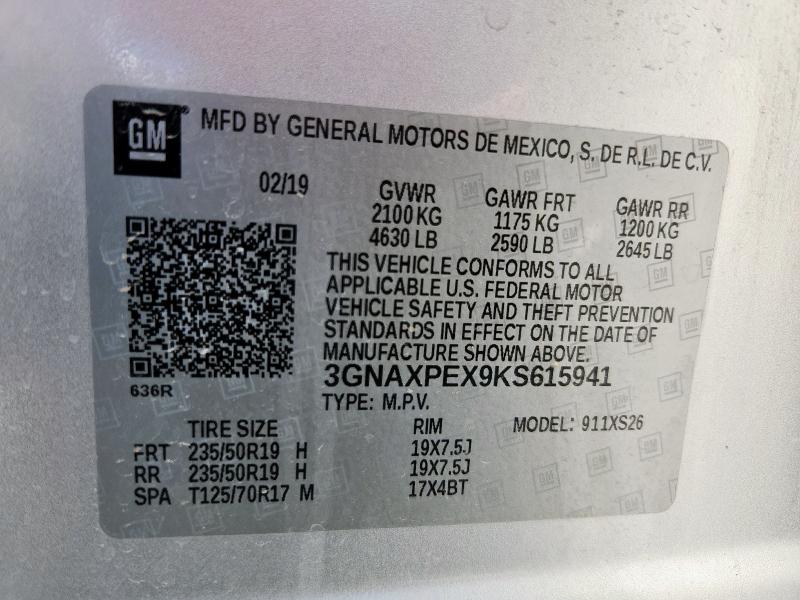 GM® MFD BY GENERAL MOTORS DE MEXICO, S. DE R.L. DE C.V.
02/19 GVWR GAWR FRT GAWR RR
2100 KG 1175 KG 1200 KG
4630 LB 2590 LB 2645 LB
THIS VEHICLE CONFORMS TO ALL
APPLICABLE U.S. FEDERAL MOTOR
VEHICLE SAFETY AND THEFT PREVENTION
STANDARDS IN EFFECT ON THE DATE OF
MANUFACTURE SHOWN ABOVE.
3GNAXPEX9KS615941
636R
TYPE: M.P.V.
TIRE SIZE RIM MODEL: 911XS26
FRT 235/50R19 H 19X7.5J
RR 235/50R19 H 19X7.5J
SPA T125/70R17 M 17X4BT